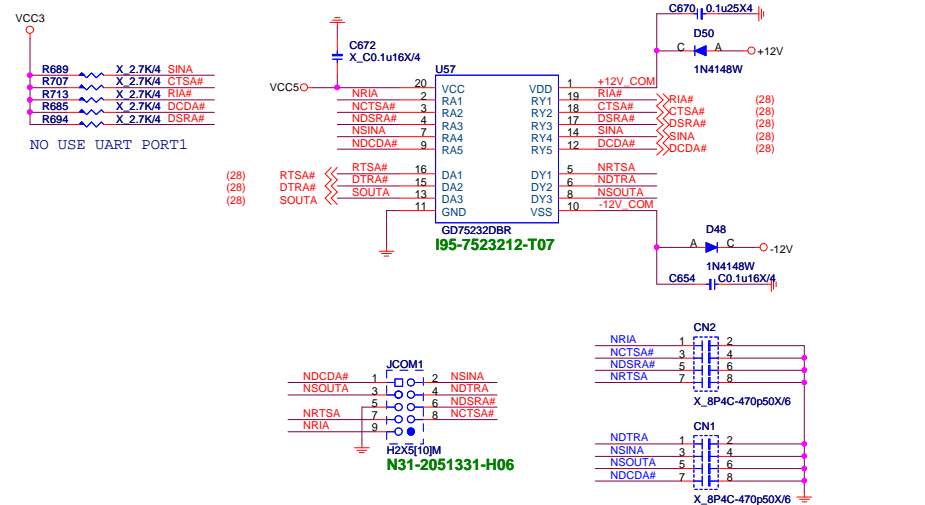 VCC3
R689 X_2.7K/4 SINA
R707 X_2.7K/4 CTSA#
R713 X_2.7K/4 RIA#
R685 X_2.7K/4 DCDA#
R694 X_2.7K/4 DSRA#
NO USE UART PORT1
C672
X_C0.1u16X/4
VCC5
U57
C670 0.1u25X4
D50
C A +12V
1N4148W
20 VCC VDD 1 +12V_COM
NRIA 2 RA1 RY1 19 RIA# RIA# (28)
NCTSA# 3 RA2 RY2 18 CTSA# CTSA# (28)
NDSRA# 4 RA3 RY3 17 DSRA# DSRA# (28)
NSINA 7 RA4 RY4 14 SINA SINA (28)
NDCDA# 9 RA5 RY5 12 DCDA# DCDA# (28)
(28) RTSA# RTSA# 16 DA1 DY1 5 NRTSA
(28) DTRA# DTRA# 15 DA2 DY2 6 NDTRA
(28) SOUTA SOUTA 13 DA3 DY3 8 NSOUTA
11 GND VSS 10 -12V_COM
GD75232DBR
I95-7523212-T07
D48
A C -12V
1N4148W
C654 C0.1u16X/4
JCOM1
NDCDA# 1 2 NSINA
NSOUTA 3 4 NDTRA
5 6 NDSRA#
NRTSA 7 8 NCTSA#
NRIA 9
H2X5[10]M
N31-2051331-H06
CN2
NRIA 1 2
NCTSA# 3 4
NDSRA# 5 6
NRTSA 7 8
X_8P4C-470p50X/6
CN1
NDTRA 1 2
NSINA 3 4
NSOUTA 5 6
NDCDA# 7 8
X_8P4C-470p50X/6